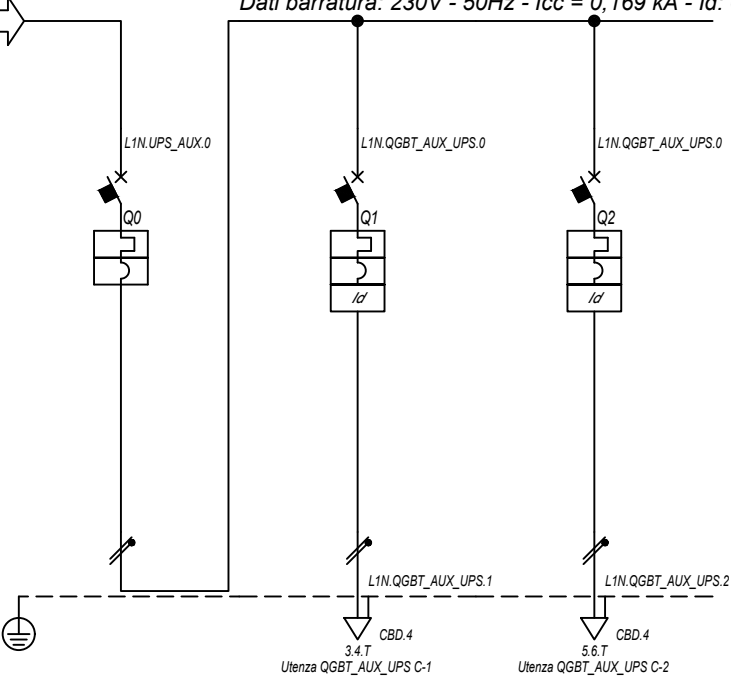 Dati barratura: 230V - 50Hz - Icc = 0,169 kA - Id:
L1N.UPS_AUX.0
L1N.QGBT_AUX_UPS.0
L1N.QGBT_AUX_UPS.0
Q0
Q1
Q2
Id
Id
L1N.QGBT_AUX_UPS.1
L1N.QGBT_AUX_UPS.2
CBD.4
CBD.4
3.4.T
5.6.T
Utenza QGBT_AUX_UPS C-1
Utenza QGBT_AUX_UPS C-2